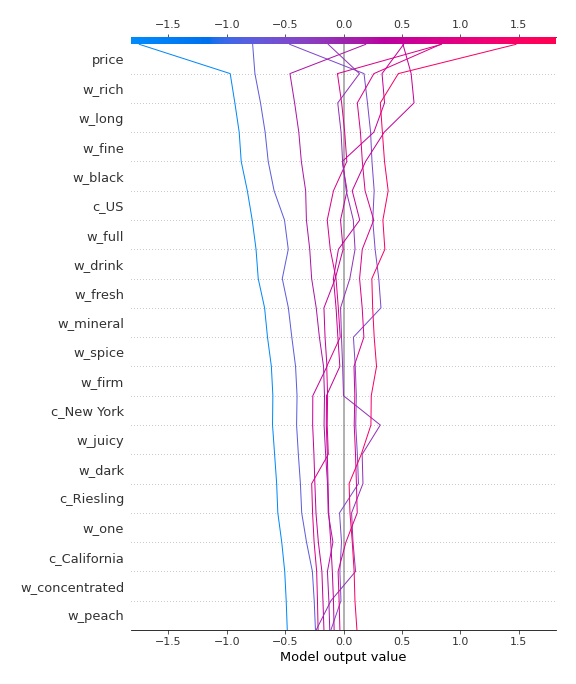 −1.5 −1.0 −0.5 0.0 0.5 1.0 1.5
price
w_rich
w_long
w_fine
w_black
c_US
w_full
w_drink
w_fresh
w_mineral
w_spice
w_firm
c_New York
w_juicy
w_dark
c_Riesling
w_one
c_California
w_concentrated
w_peach
−1.5 −1.0 −0.5 0.0 0.5 1.0 1.5
Model output value